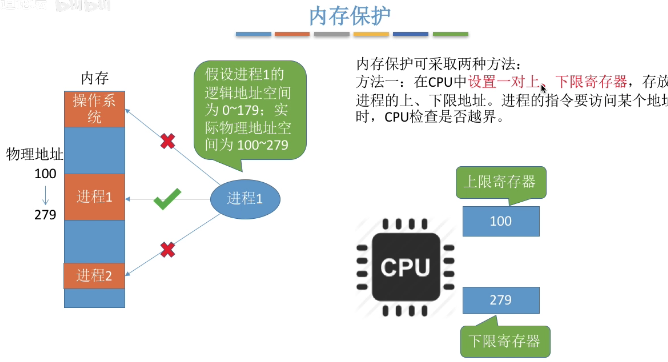 内存保护
内存
操作系
统
物理地址
100
279
进程1
进程2
假设进程1的
逻辑地址空间
为 0~179；实
际物理地址空
间为 100~279
进程1
内存保护可采取两种方法：
方法一：在CPU中设置一对上、下限寄存器，存放
进程的上、下限地址。进程的指令要访问某个地址
时，CPU检查是否越界。
上限寄存器
100
CPU
279
下限寄存器